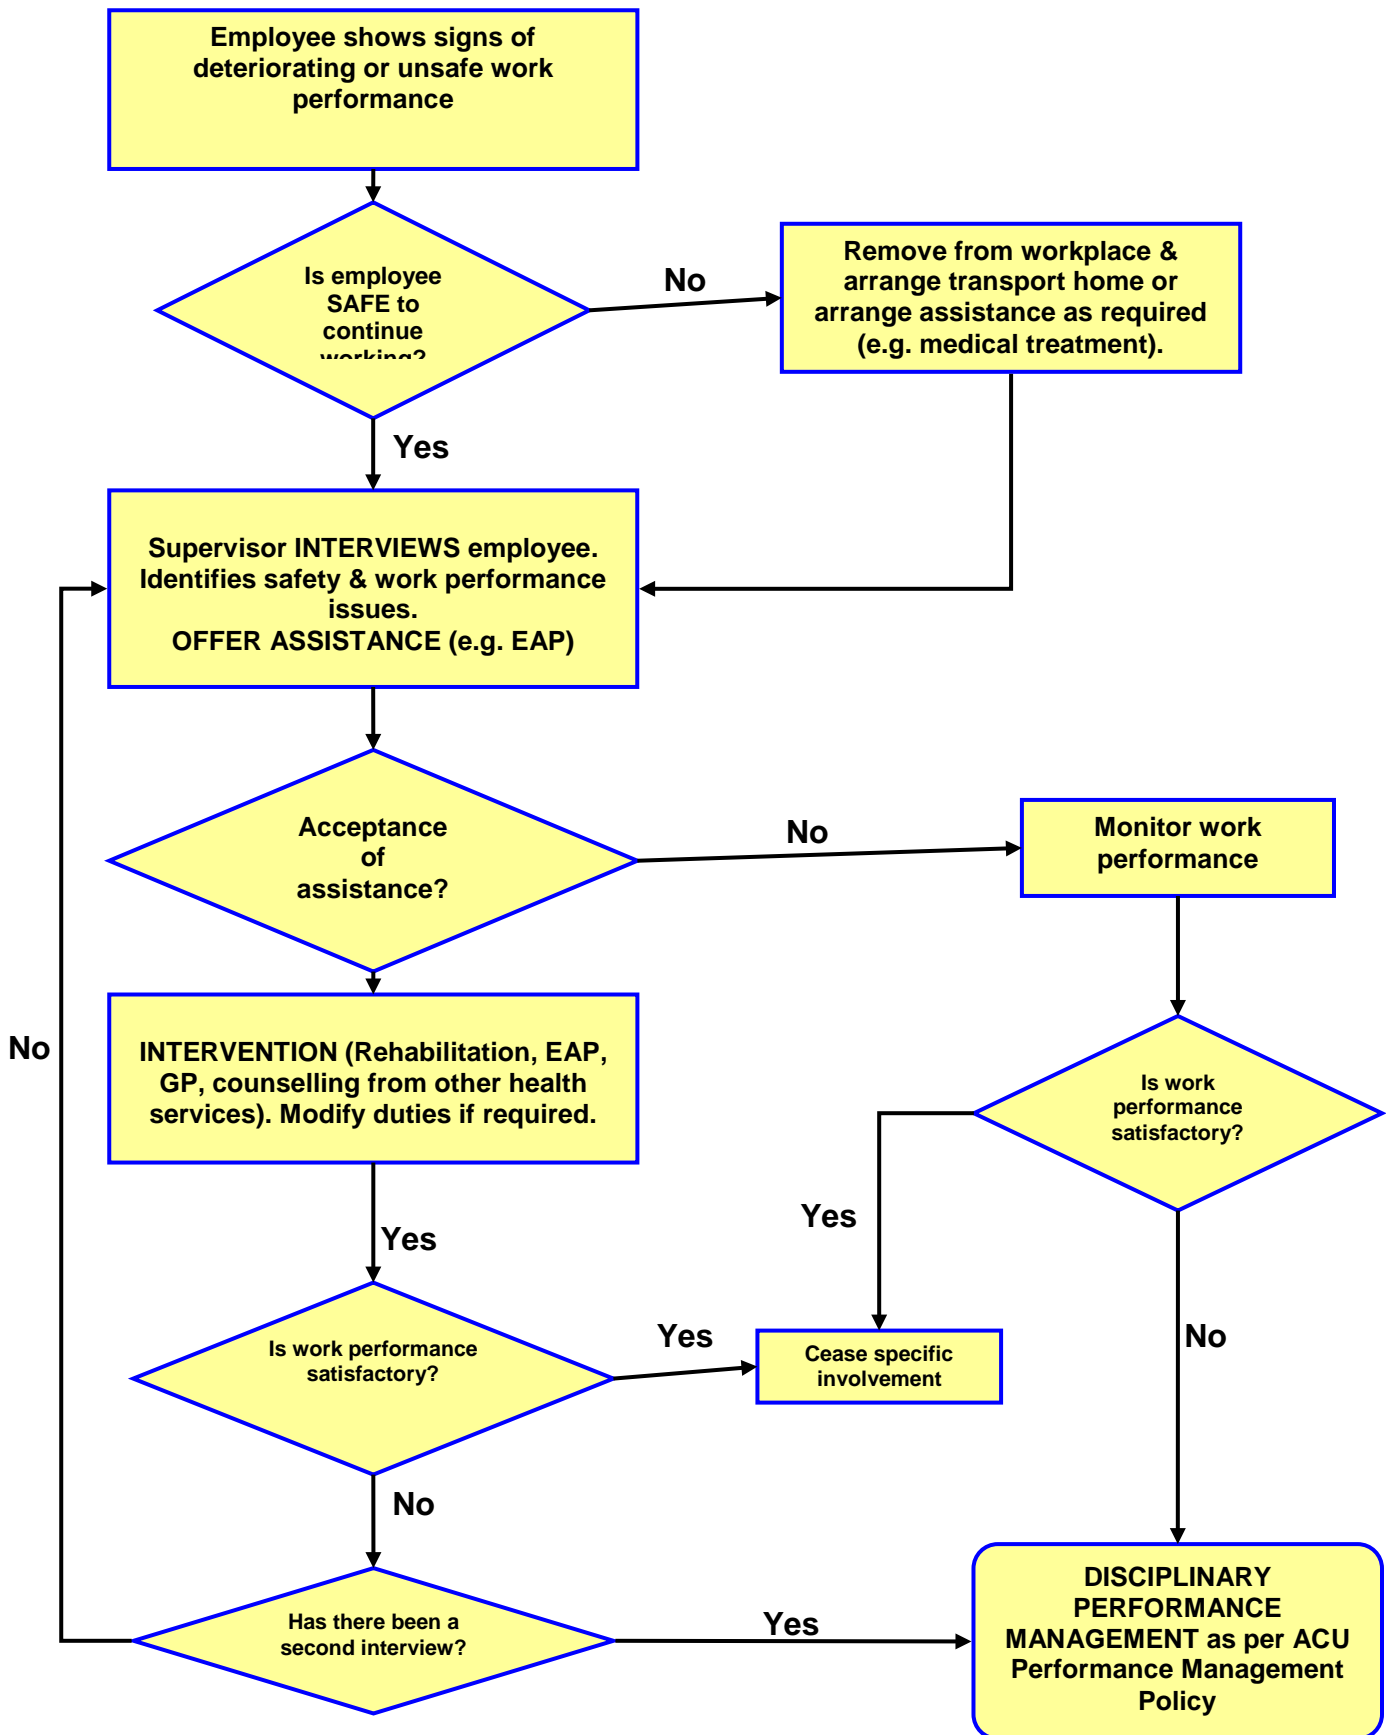 Employee shows signs of
deteriorating or unsafe work
performance
Is employee
SAFE to
continue
working?
No
Remove from workplace &
arrange transport home or
arrange assistance as required
(e.g. medical treatment).
Yes
Supervisor INTERVIEWS employee.
Identifies safety & work performance
issues.
OFFER ASSISTANCE (e.g. EAP)
Acceptance
of
assistance?
No
Monitor work
performance
No
INTERVENTION (Rehabilitation, EAP,
GP, counselling from other health
services). Modify duties if required.
Is work
performance
satisfactory?
Yes
Yes
Is work performance
satisfactory?
Yes
Cease specific
involvement
No
No
Has there been a
second interview?
Yes
DISCIPLINARY
PERFORMANCE
MANAGEMENT as per ACU
Performance Management
Policy